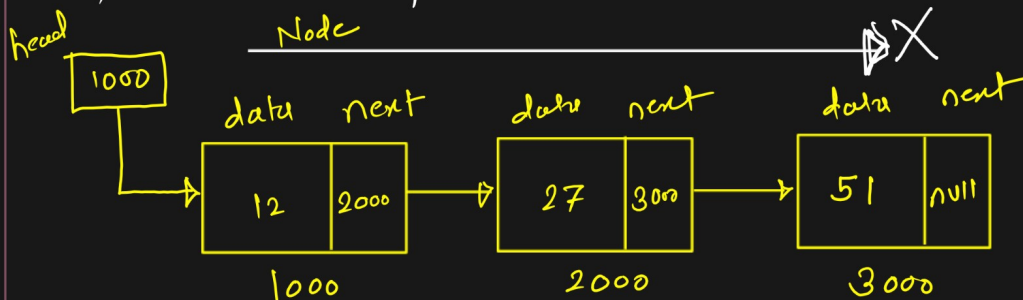 head
Node
X
1000
data next data next data next
12 2000 27 3000 51 null
1000 2000 3000